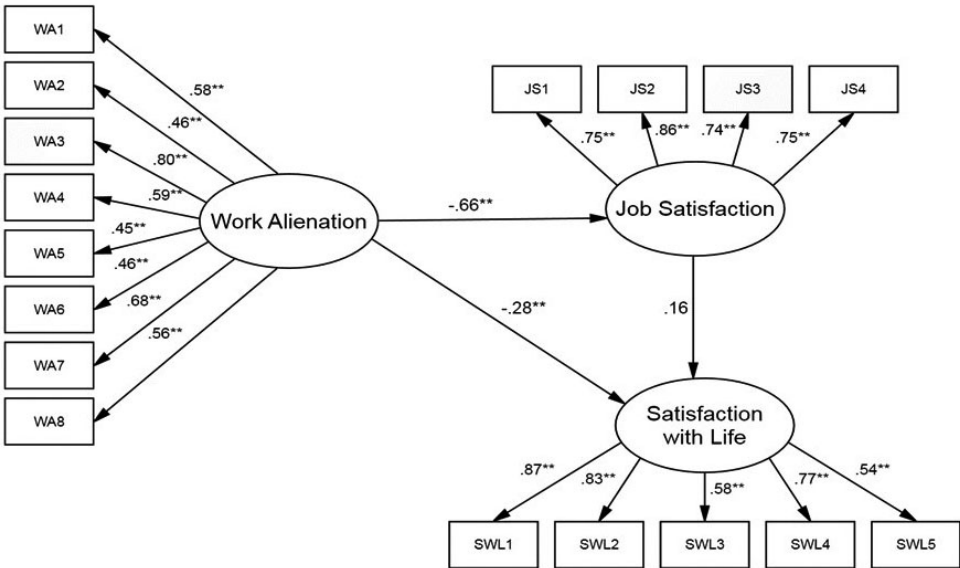 WA1
WA2
WA3
WA4
WA5
WA6
WA7
WA8
.58**
.46**
.80**
.59**
.45**
.46**
.68**
.56**
Work Alienation
-.66**
-.28**
JS1
JS2
JS3
JS4
.75**
.86**
.74**
.75**
Job Satisfaction
.16
Satisfaction
with Life
.87**
.83**
.58**
.77**
.54**
SWL1
SWL2
SWL3
SWL4
SWL5